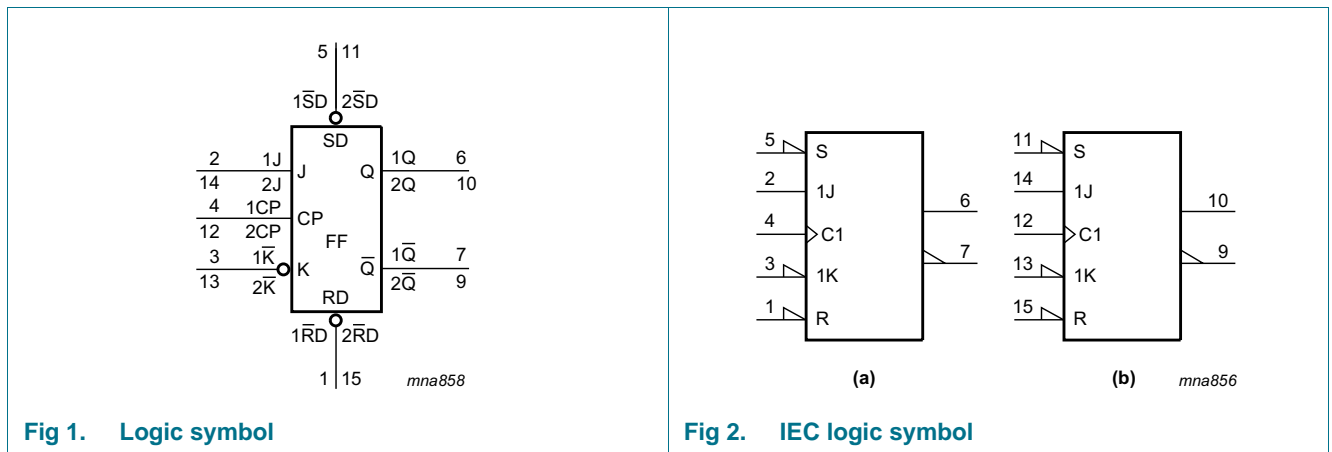 5 11
1S̅D 2S̅D
SD
2 1J J Q 1Q 6
14 2J 2Q 10
4 1CP CP
12 2CP FF
3 1K̅ K Q̅ 1Q̅ 7
13 2K̅ 2Q̅ 9
RD
1R̅D 2R̅D
1 15 mna858
Fig 1. Logic symbol
5 S
2 1J
6
4 C1
7
3 1K
1 R
(a)
11 S
14 1J
10
12 C1
9
13 1K
15 R
(b) mna856
Fig 2. IEC logic symbol